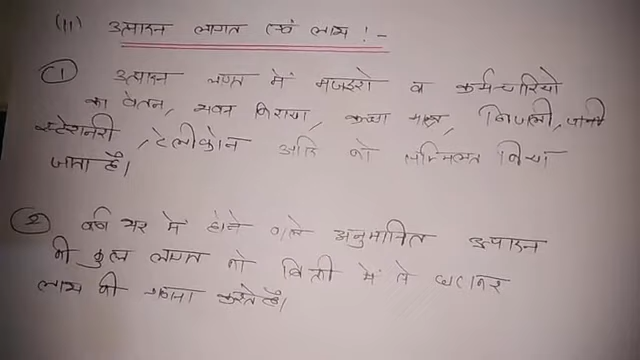 (11) उत्पादन लागत एवं लाभ !-
(1) उत्पादन लागत में मजदूरो व कर्मचारियो
का वेतन, भवन किराया, कच्चा माल, बिजली, पानी
स्टेशनरी, टेलीफोन आदि को सम्मिलित किया
जाता है।
(2) वर्ष भर में होने वाले अनुमानित उत्पादन
की कुल लागत को बिक्री में से घटाकर
लाभ की गणना करते है।